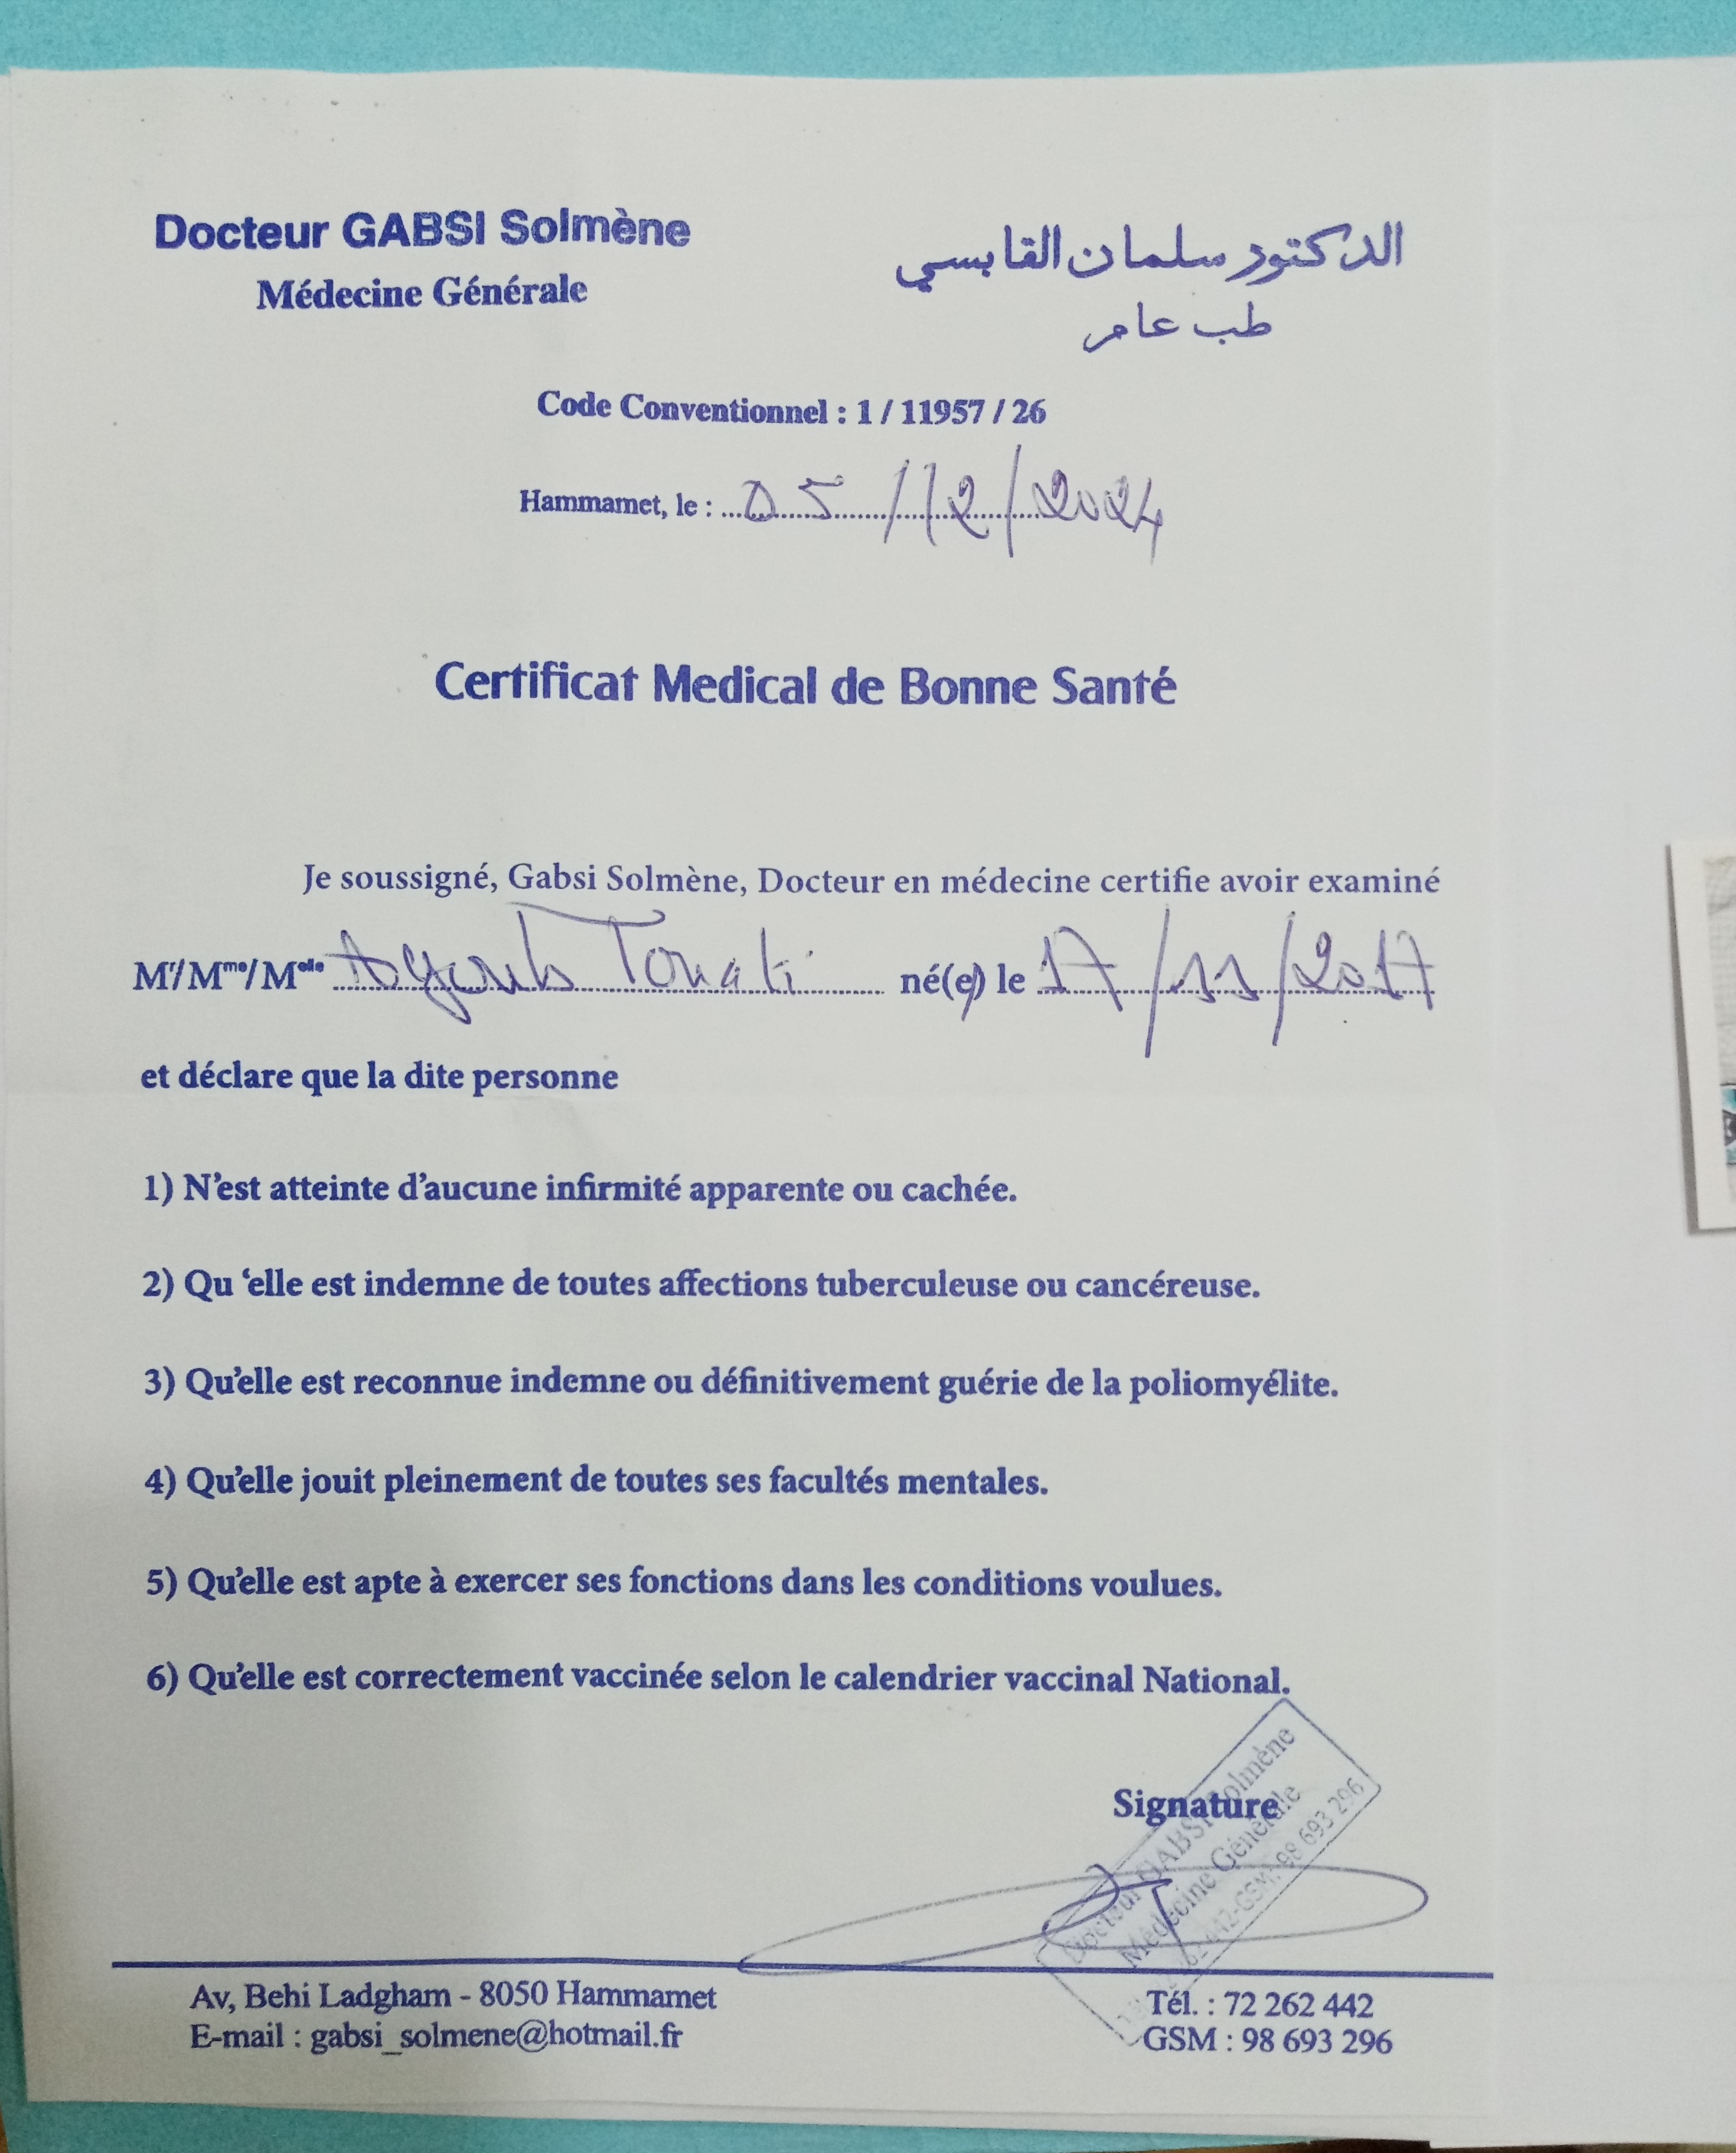 Docteur GABSI Solmène
Médecine Générale
الدكتور سلمان القابسي
طب عام
Code Conventionnel : 1 / 11957 / 26
Hammamet, le : 05/12/2024
Certificat Medical de Bonne Santé
Je soussigné, Gabsi Solmène, Docteur en médecine certifie avoir examiné
Mr/Mme/Melle Ayoub Touati né(e) le 17/11/2017
et déclare que la dite personne
1) N'est atteinte d'aucune infirmité apparente ou cachée.
2) Qu 'elle est indemne de toutes affections tuberculeuse ou cancéreuse.
3) Qu'elle est reconnue indemne ou définitivement guérie de la poliomyélite.
4) Qu'elle jouit pleinement de toutes ses facultés mentales.
5) Qu'elle est apte à exercer ses fonctions dans les conditions voulues.
6) Qu'elle est correctement vaccinée selon le calendrier vaccinal National.
Signature
Docteur GABSI Solmène
Médecine Générale
262 442-GSM: 98 693 296
Av, Behi Ladgham - 8050 Hammamet
E-mail : gabsi_solmene@hotmail.fr
Tél. : 72 262 442
GSM : 98 693 296